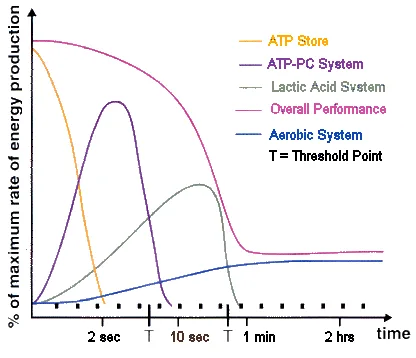 % of maximum rate of energy production
ATP Store
ATP-PC System
Lactic Acid System
Overall Performance
Aerobic System
T = Threshold Point
2 sec T 10 sec T 1 min 2 hrs time